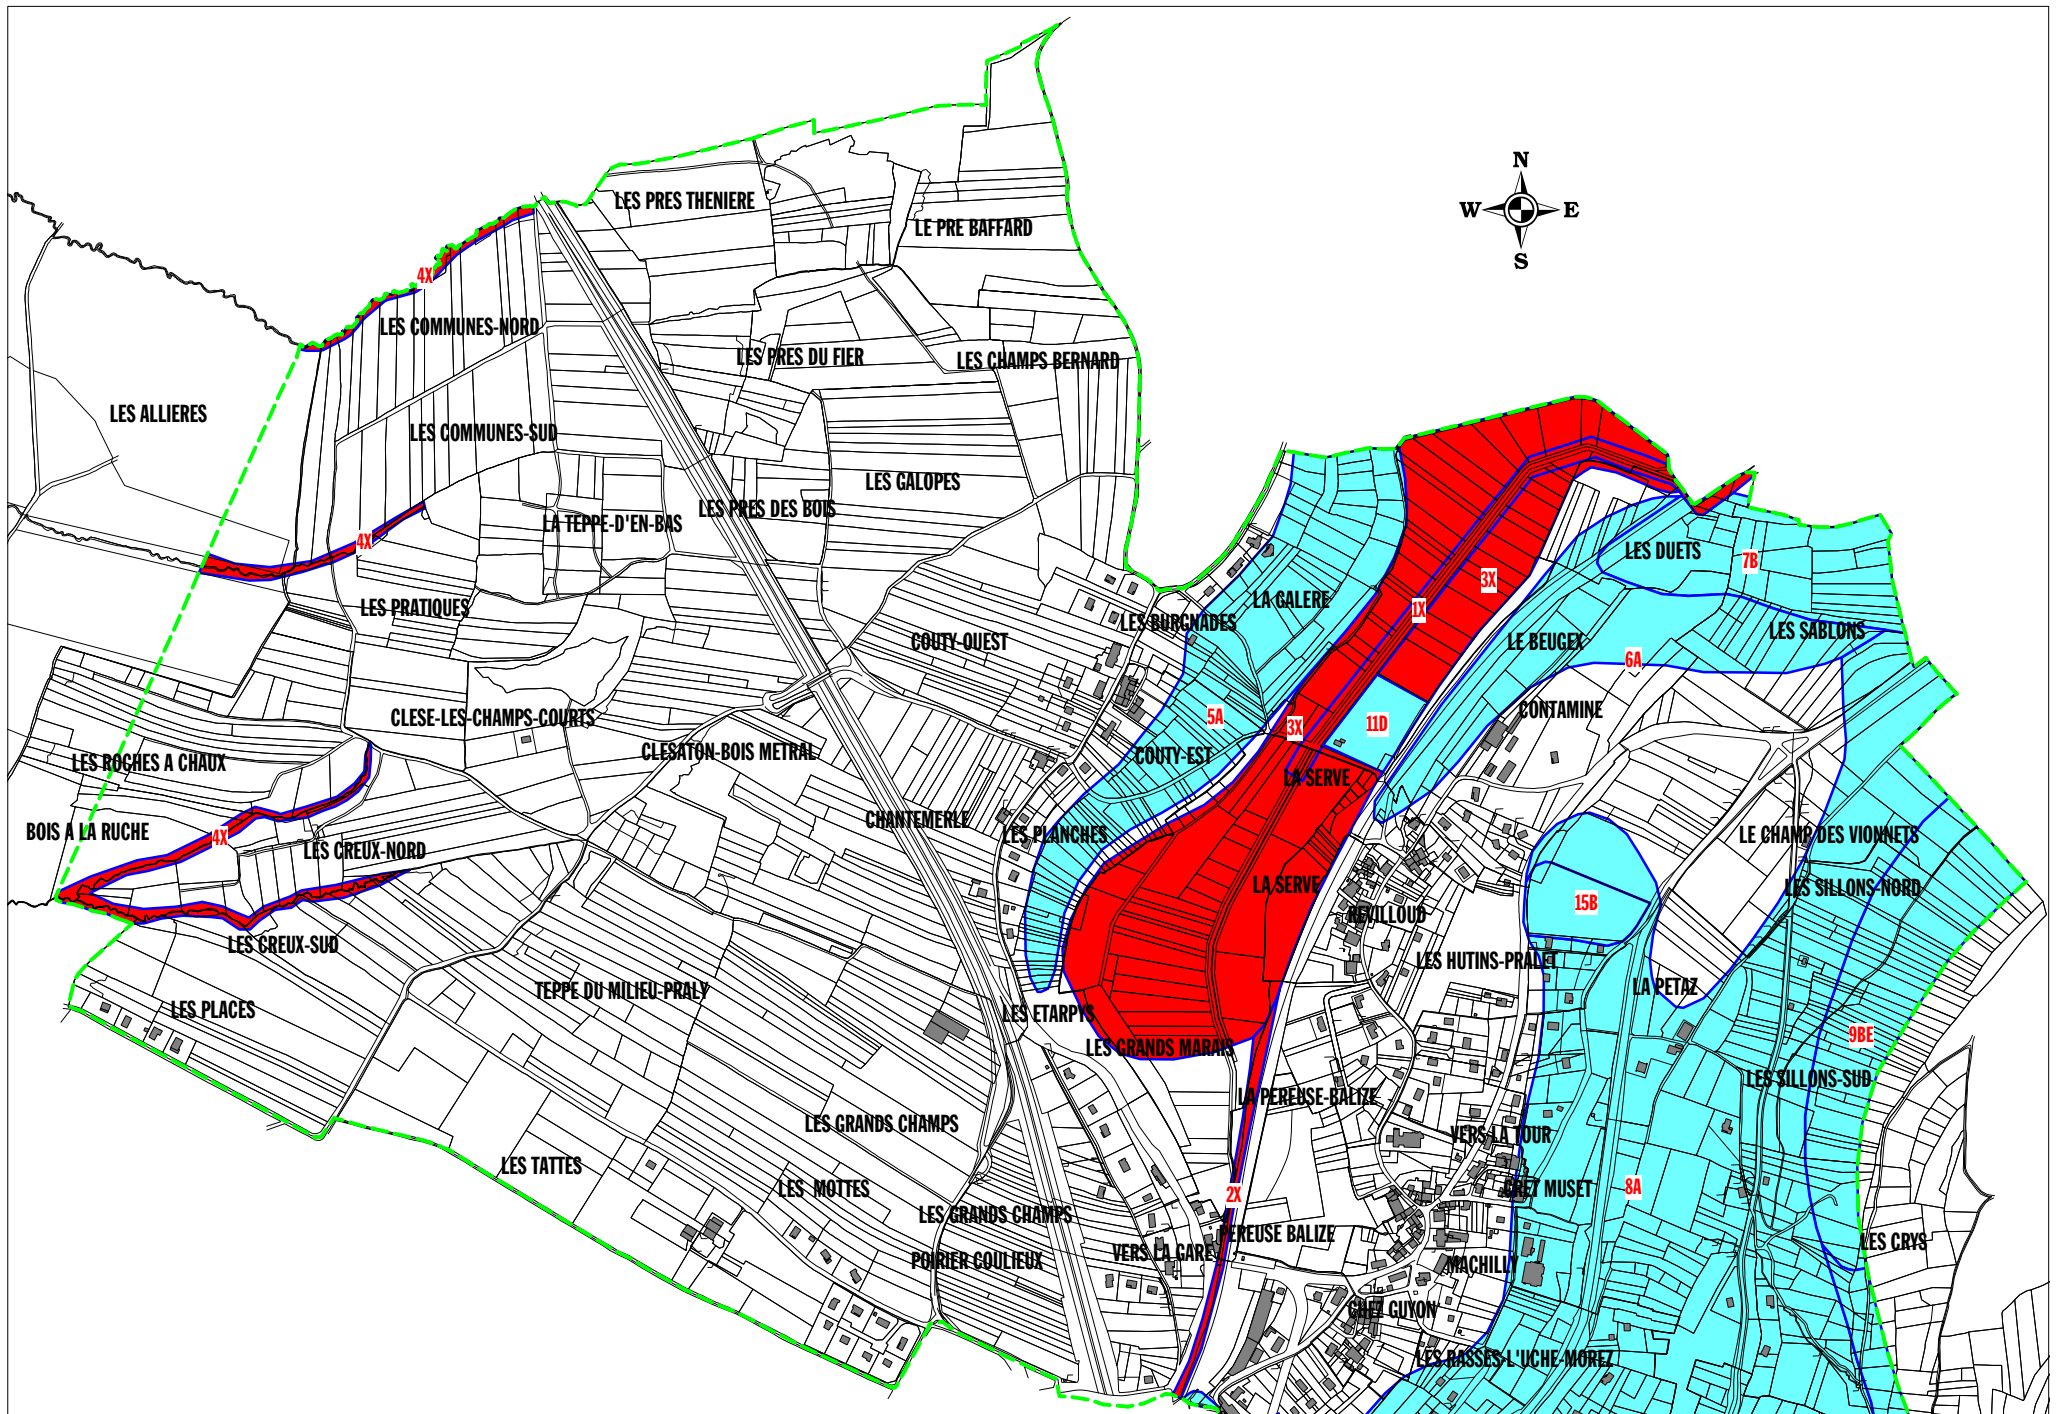 N
W E
S
LES PRES THENIERE
LE PRE BAFFARD
4X
LES COMMUNES-NORD
LES PRES DU FIER
LES CHAMPS BERNARD
LES ALLIERES
LES COMMUNES-SUD
LES GALOPES
LES PRES DES BOIS
LA TEPPE-D'EN-BAS
4X
LES DUETS
7B
3X
1X
LA GALERE
LES PRATIQUES
LES BURGNADES
COUTY-OUEST
LE BEUGEX
LES SABLONS
6A
CONTAMINE
CLESE-LES-CHAMPS-COURTS
5A
3X
11D
CLESATON-BOIS METRAL
COUTY-EST
LES ROCHES A CHAUX
LA SERVE
CHANTEMERLE
LES PLANCHES
BOIS A LA RUCHE
4X
LES CREUX-NORD
LE CHAMP DES VIONNETS
LA SERVE
LES SILLONS-NORD
15B
REVILLOUD
LES CREUX-SUD
LES HUTINS-PRALET
LA PETAZ
TEPPE DU MILIEU-PRALY
LES PLACES
LES ETARPYS
9BE
LES GRANDS MARAIS
LES SILLONS-SUD
LA PEREUSE-BALIZE
LES GRANDS CHAMPS
VERS LA TOUR
LES TATTES
LES MOTTES
2X
CRET MUSET
8A
LES GRANDS CHAMPS
PEREUSE BALIZE
LES CRYS
VERS LA GARE
POIRIER COULIEUX
MACHILLY
CHEZ GUYON
LES RASSES-L'UCHE-MOREZ